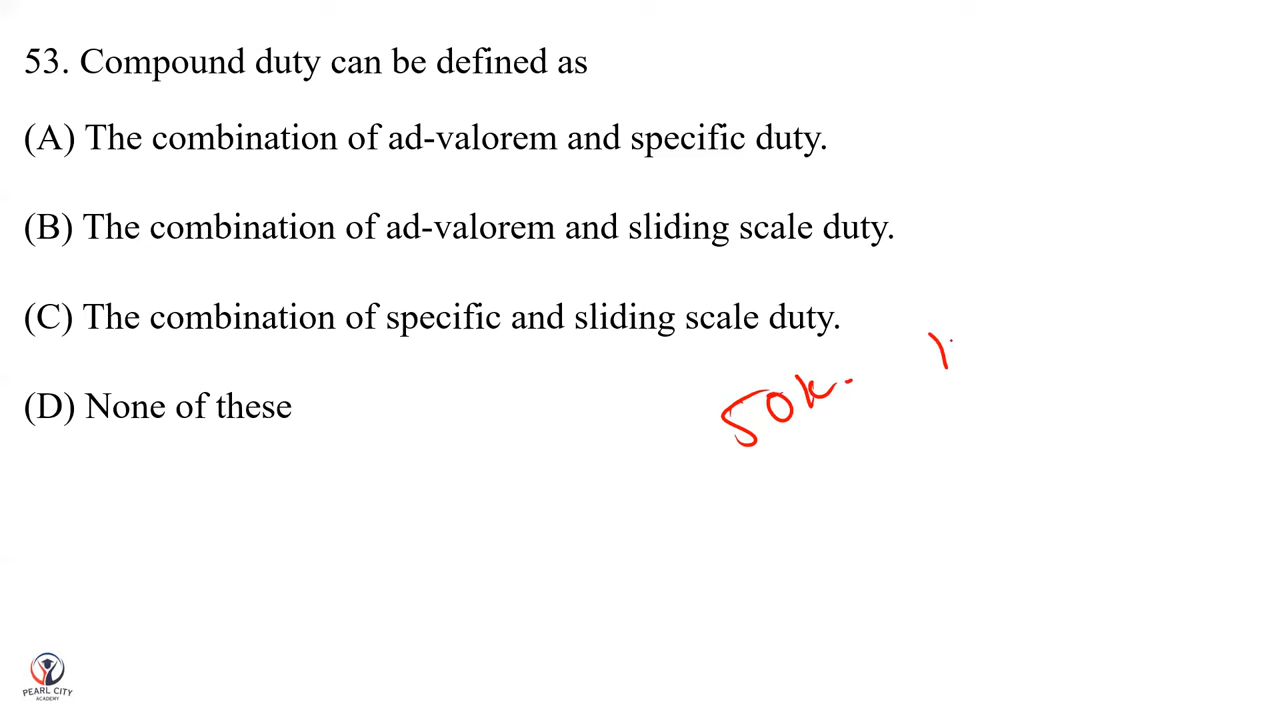 53. Compound duty can be defined as
(A) The combination of ad-valorem and specific duty.
(B) The combination of ad-valorem and sliding scale duty.
(C) The combination of specific and sliding scale duty.
(D) None of these
50k.
PEARL CITY
ACADEMY